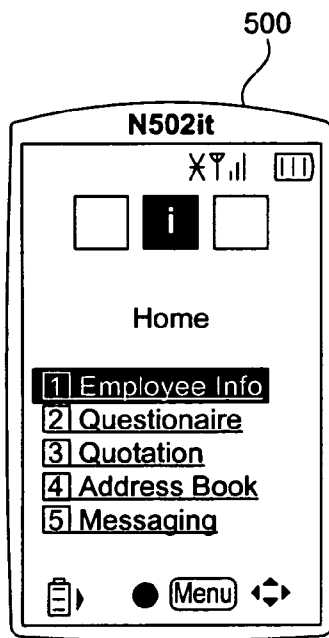 500
N502it
i
Home
1 Employee Info
2 Questionaire
3 Quotation
4 Address Book
5 Messaging
Menu